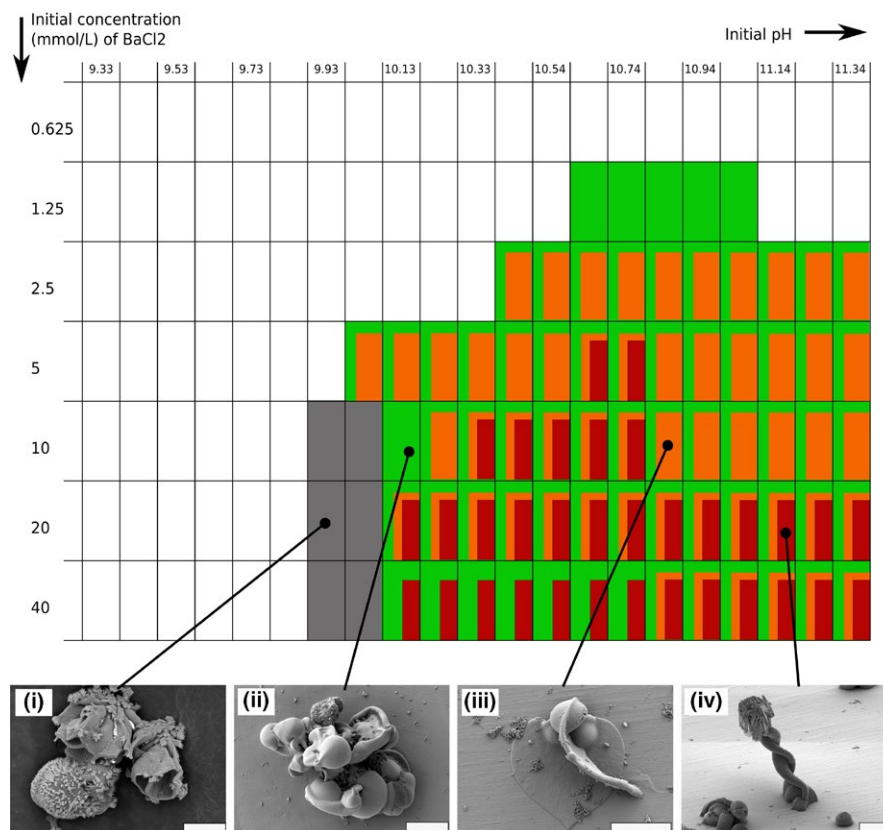 Initial concentration
(mmol/L) of BaCl2
Initial pH
9.33 9.53 9.73 9.93 10.13 10.33 10.54 10.74 10.94 11.14 11.34
0.625
1.25
2.5
5
10
20
40
(i) (ii) (iii) (iv)